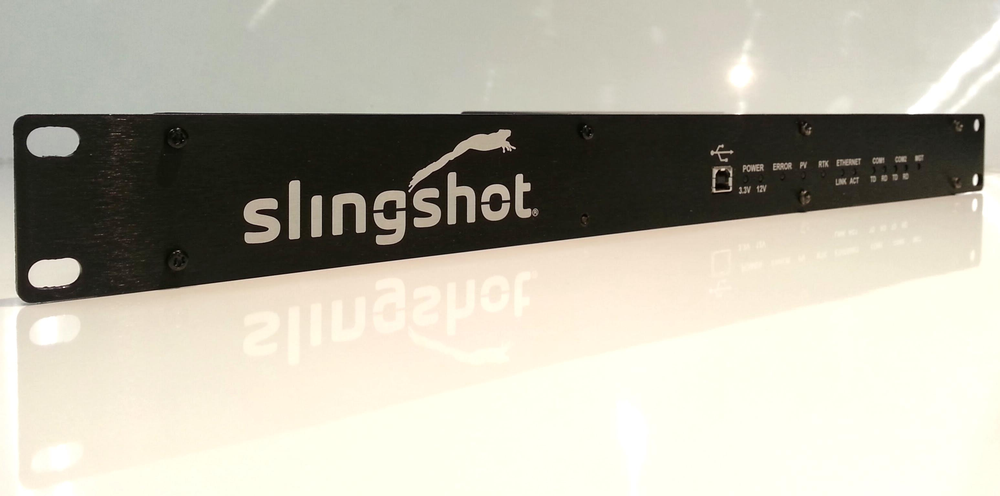 slingshot®
POWER ERROR PV RTK ETHERNET COM1 COM2
3.3V 12V LINK ACT TD RD TD RD